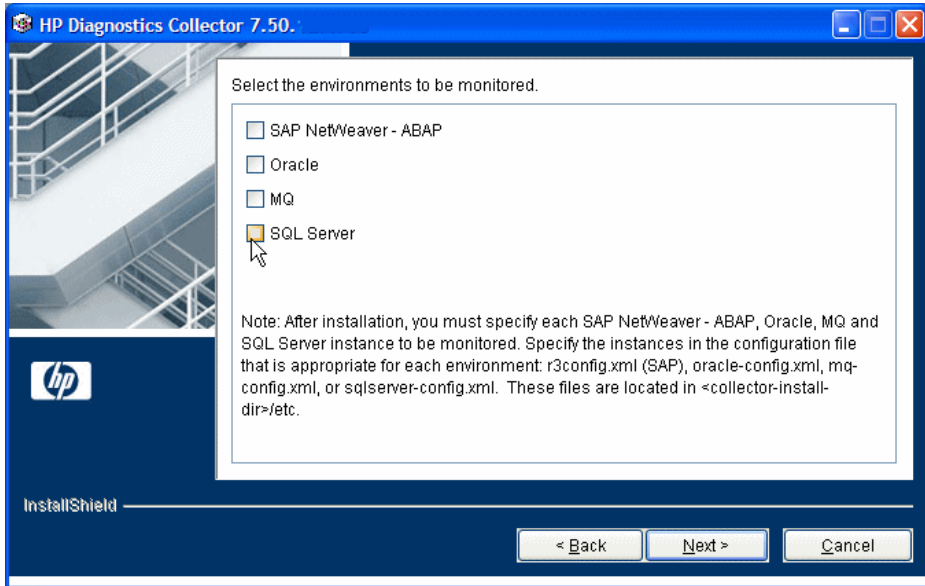 HP Diagnostics Collector 7.50.
Select the environments to be monitored.
SAP NetWeaver - ABAP
Oracle
MQ
SQL Server
Note: After installation, you must specify each SAP NetWeaver - ABAP, Oracle, MQ and
SQL Server instance to be monitored. Specify the instances in the configuration file
that is appropriate for each environment: r3config.xml (SAP), oracle-config.xml, mq-
config.xml, or sqlserver-config.xml. These files are located in <collector-install-
dir>/etc.
hp
InstallShield
< Back
Next >
Cancel